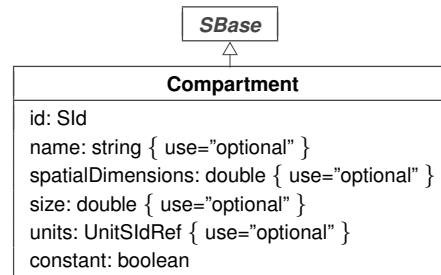 SBase
Compartment
id: SId
name: string { use=”optional” }
spatialDimensions: double { use=”optional” }
size: double { use=”optional” }
units: UnitSIdRef { use=”optional” }
constant: boolean